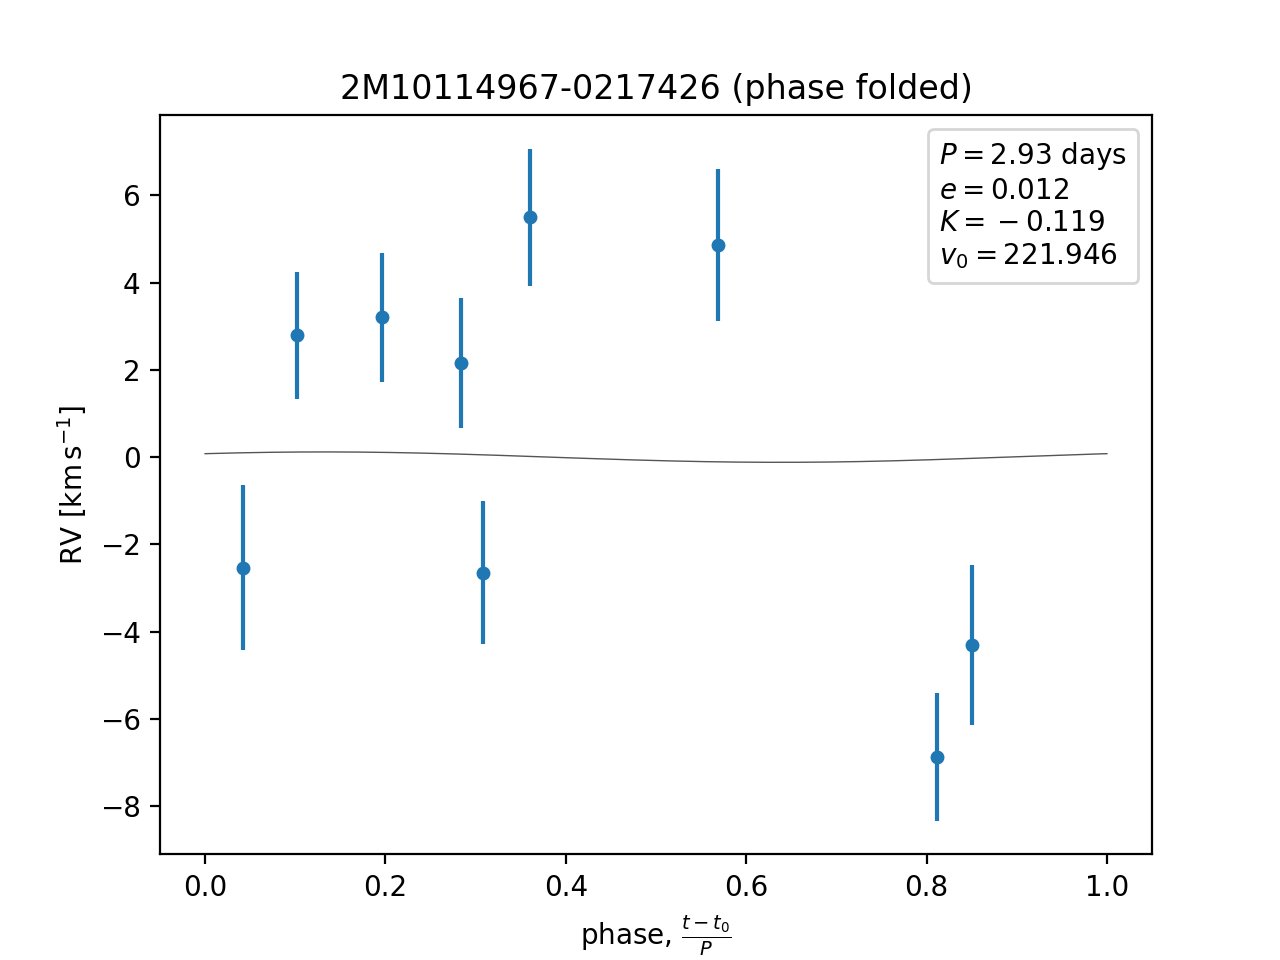 2M10114967-0217426 (phase folded)
P = 2.93 days
e = 0.012
K = −0.119
v₀ = 221.946
6
4
2
0
−2
−4
−6
−8
RV [km s⁻¹]
0.0 0.2 0.4 0.6 0.8 1.0
phase, (t − t₀)/P